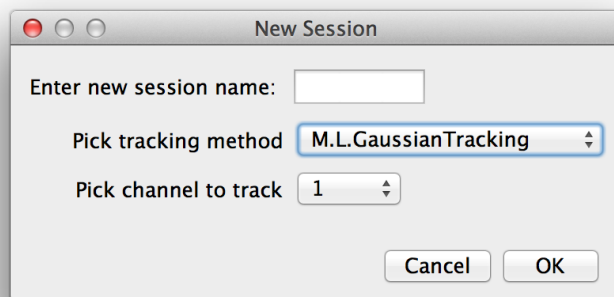 New Session
Enter new session name:
Pick tracking method M.L.GaussianTracking
Pick channel to track 1
Cancel OK